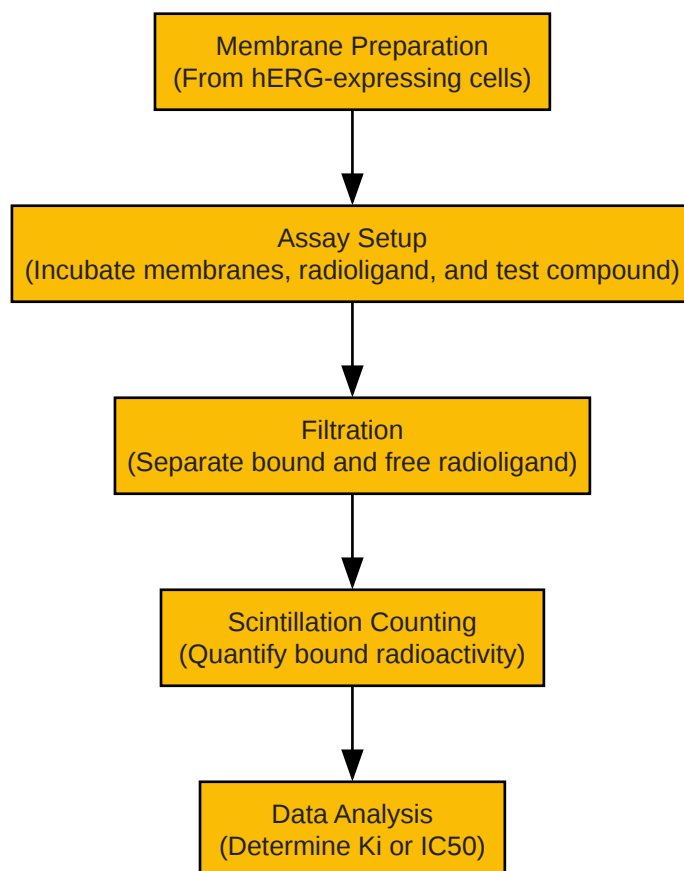 Membrane Preparation
(From hERG-expressing cells)
Assay Setup
(Incubate membranes, radioligand, and test compound)
Filtration
(Separate bound and free radioligand)
Scintillation Counting
(Quantify bound radioactivity)
Data Analysis
(Determine Ki or IC50)